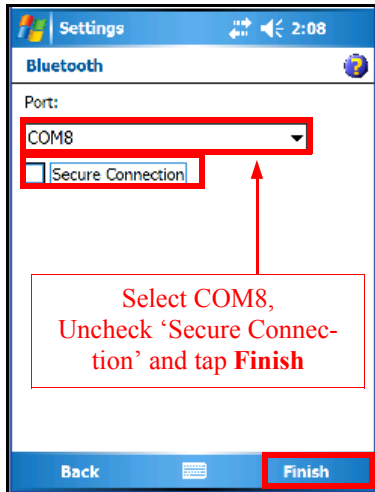 Settings 2:08
Bluetooth
Port:
COM8
Secure Connection
Select COM8,
Uncheck ‘Secure Connec-
tion’ and tap Finish
Back Finish